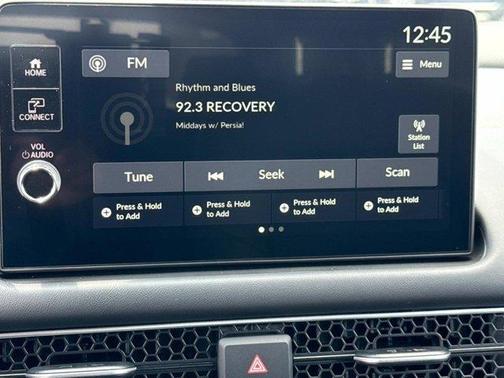 12:45
HOME
CONNECT
VOL
AUDIO
FM
Menu
Rhythm and Blues
92.3 RECOVERY
Middays w/ Persia!
Station
List
Tune
Seek
Scan
Press & Hold
to Add
Press & Hold
to Add
Press & Hold
to Add
Press & Hold
to Add